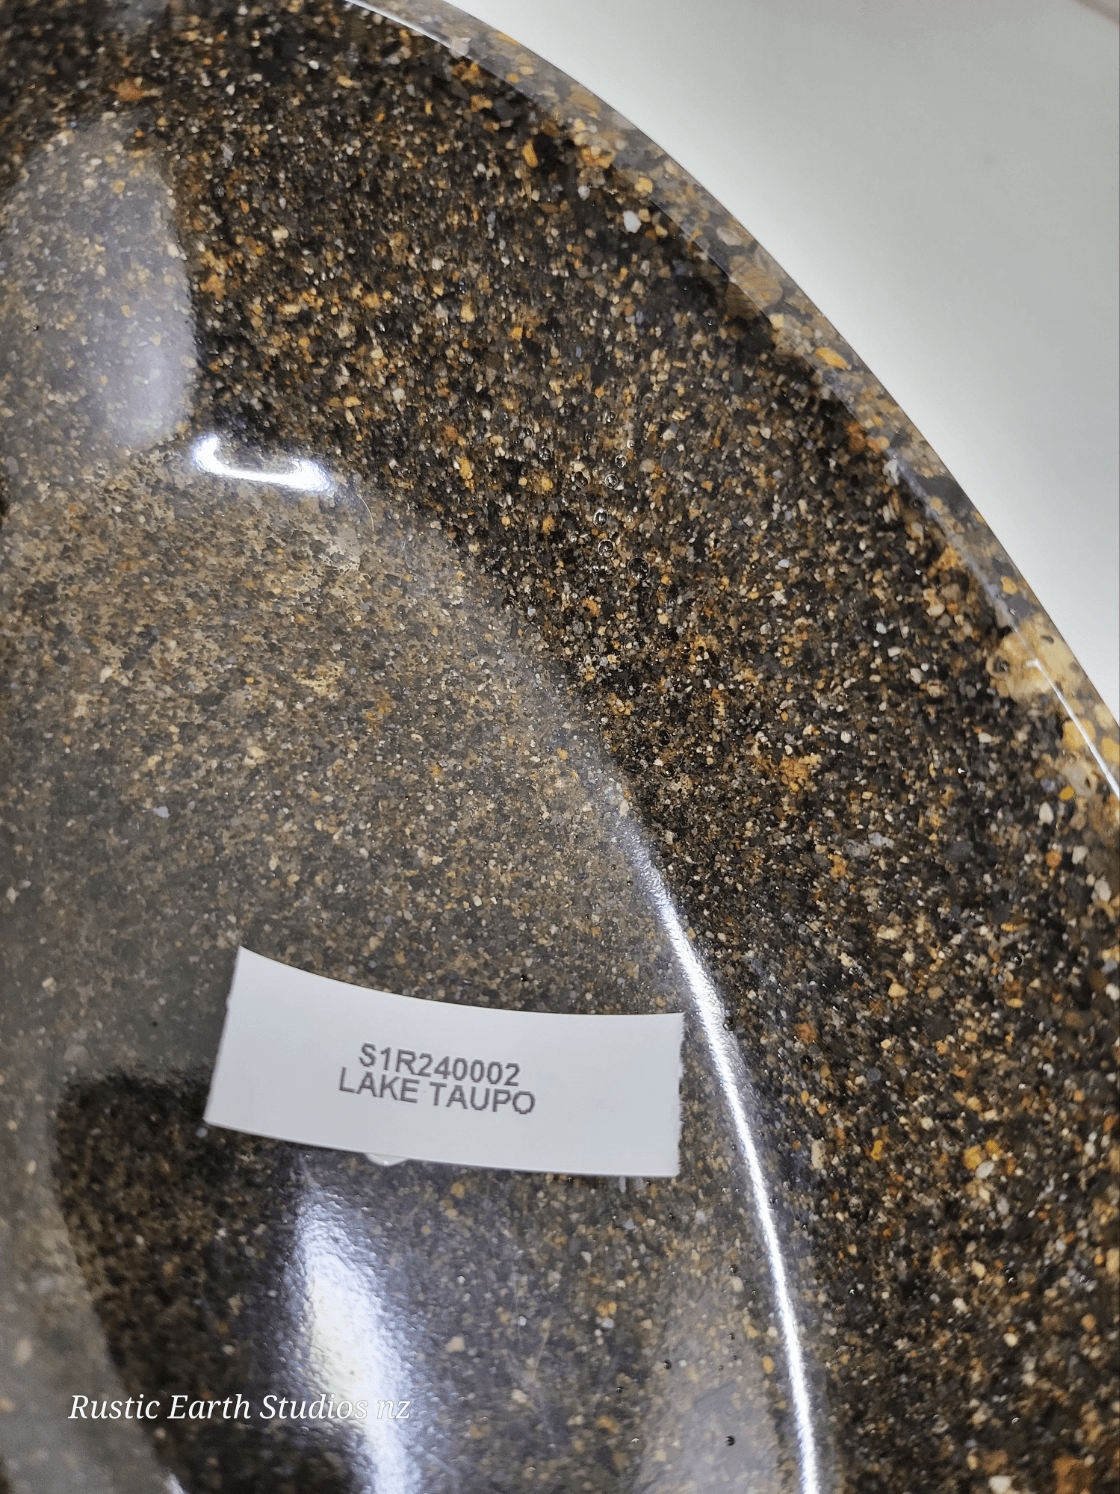 S1R240002
LAKE TAUPO
Rustic Earth Studios nz